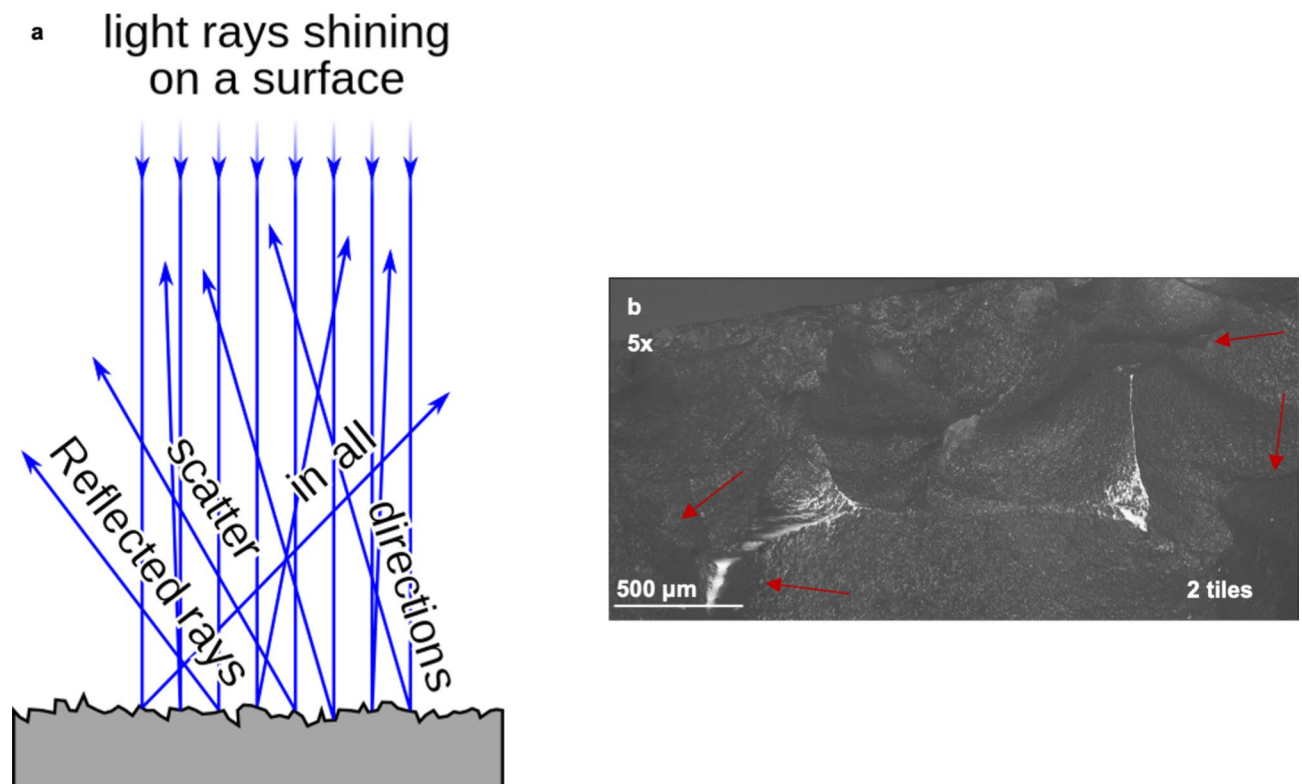 a
light rays shining
on a surface
Reflected rays
scatter
in all
directions
b
5x
500 µm
2 tiles